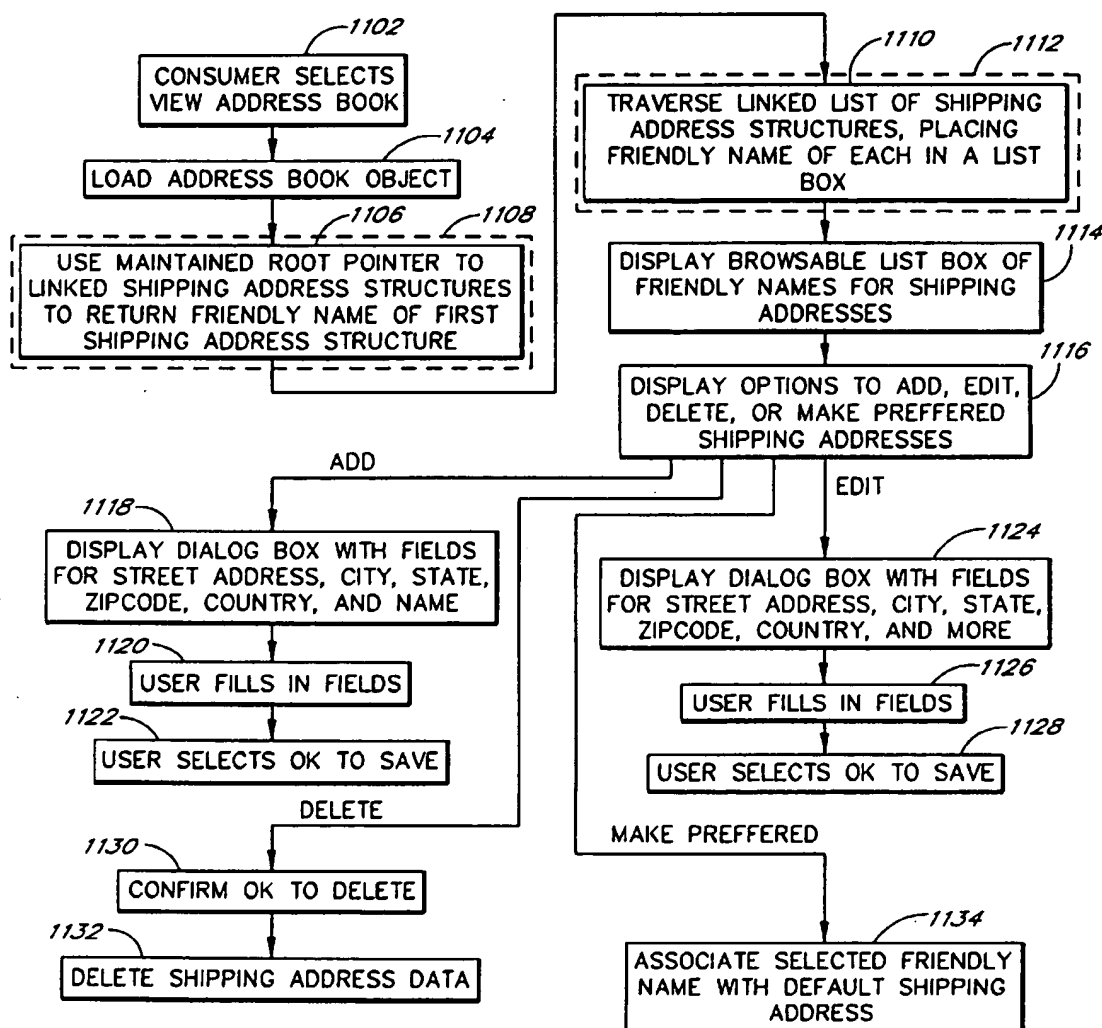 1102
CONSUMER SELECTS
VIEW ADDRESS BOOK
1104
LOAD ADDRESS BOOK OBJECT
1106
1108
USE MAINTAINED ROOT POINTER TO
LINKED SHIPPING ADDRESS STRUCTURES
TO RETURN FRIENDLY NAME OF FIRST
SHIPPING ADDRESS STRUCTURE
1110
1112
TRAVERSE LINKED LIST OF SHIPPING
ADDRESS STRUCTURES, PLACING
FRIENDLY NAME OF EACH IN A LIST
BOX
1114
DISPLAY BROWSABLE LIST BOX OF
FRIENDLY NAMES FOR SHIPPING
ADDRESSES
1116
DISPLAY OPTIONS TO ADD, EDIT,
DELETE, OR MAKE PREFFERED
SHIPPING ADDRESSES
ADD
1118
DISPLAY DIALOG BOX WITH FIELDS
FOR STREET ADDRESS, CITY, STATE,
ZIPCODE, COUNTRY, AND NAME
1120
USER FILLS IN FIELDS
1122
USER SELECTS OK TO SAVE
EDIT
1124
DISPLAY DIALOG BOX WITH FIELDS
FOR STREET ADDRESS, CITY, STATE,
ZIPCODE, COUNTRY, AND MORE
1126
USER FILLS IN FIELDS
1128
USER SELECTS OK TO SAVE
DELETE
1130
CONFIRM OK TO DELETE
1132
DELETE SHIPPING ADDRESS DATA
MAKE PREFFERED
1134
ASSOCIATE SELECTED FRIENDLY
NAME WITH DEFAULT SHIPPING
ADDRESS